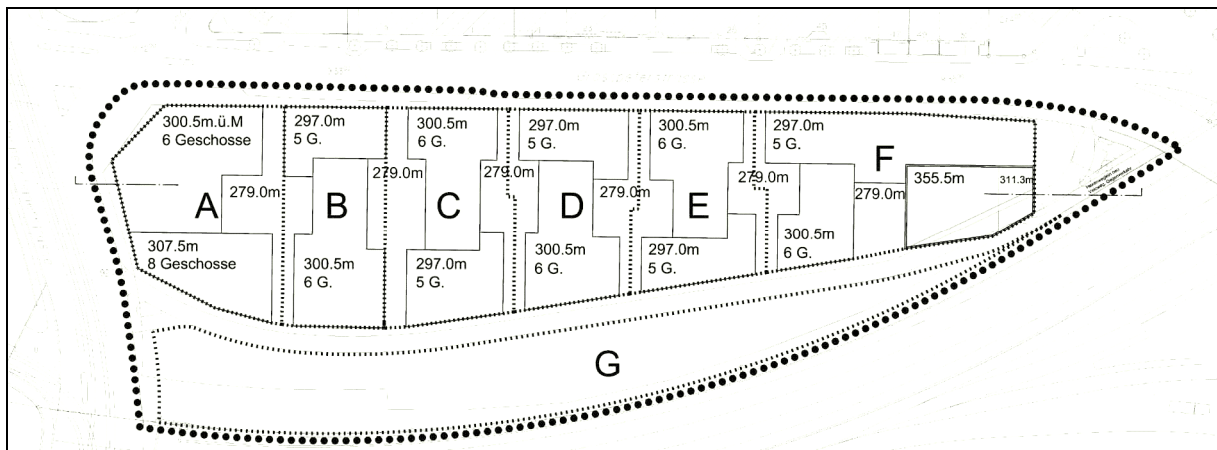 300.5m.ü.M
6 Geschosse
297.0m
5 G.
300.5m
6 G.
297.0m
5 G.
300.5m
6 G.
297.0m
5 G.
F
279.0m
279.0m
279.0m
279.0m
279.0m
279.0m
355.5m
311.3m
A
B
C
D
E
307.5m
8 Geschosse
300.5m
6 G.
297.0m
5 G.
300.5m
6 G.
297.0m
5 G.
300.5m
6 G.
G